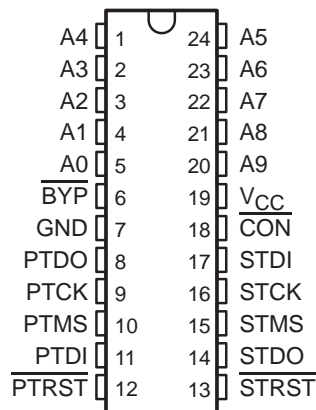 A4 1 24 A5
A3 2 23 A6
A2 3 22 A7
A1 4 21 A8
A0 5 20 A9
BYP 6 19 VCC
GND 7 18 CON
PTDO 8 17 STDI
PTCK 9 16 STCK
PTMS 10 15 STMS
PTDI 11 14 STDO
PTRST 12 13 STRST